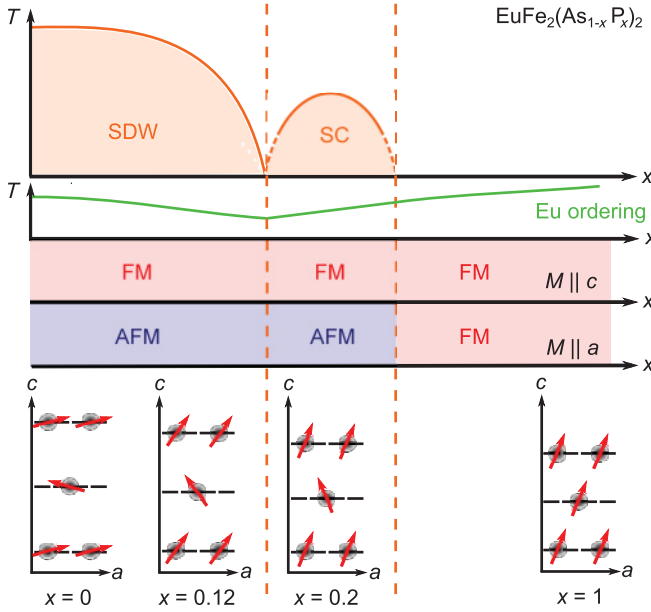 T
EuFe2(As1-xPx)2
SDW
SC
x
T
Eu ordering
x
FM
FM
FM
M || c
x
AFM
AFM
FM
M || a
x
c
c
c
c
a
a
a
a
x = 0
x = 0.12
x = 0.2
x = 1